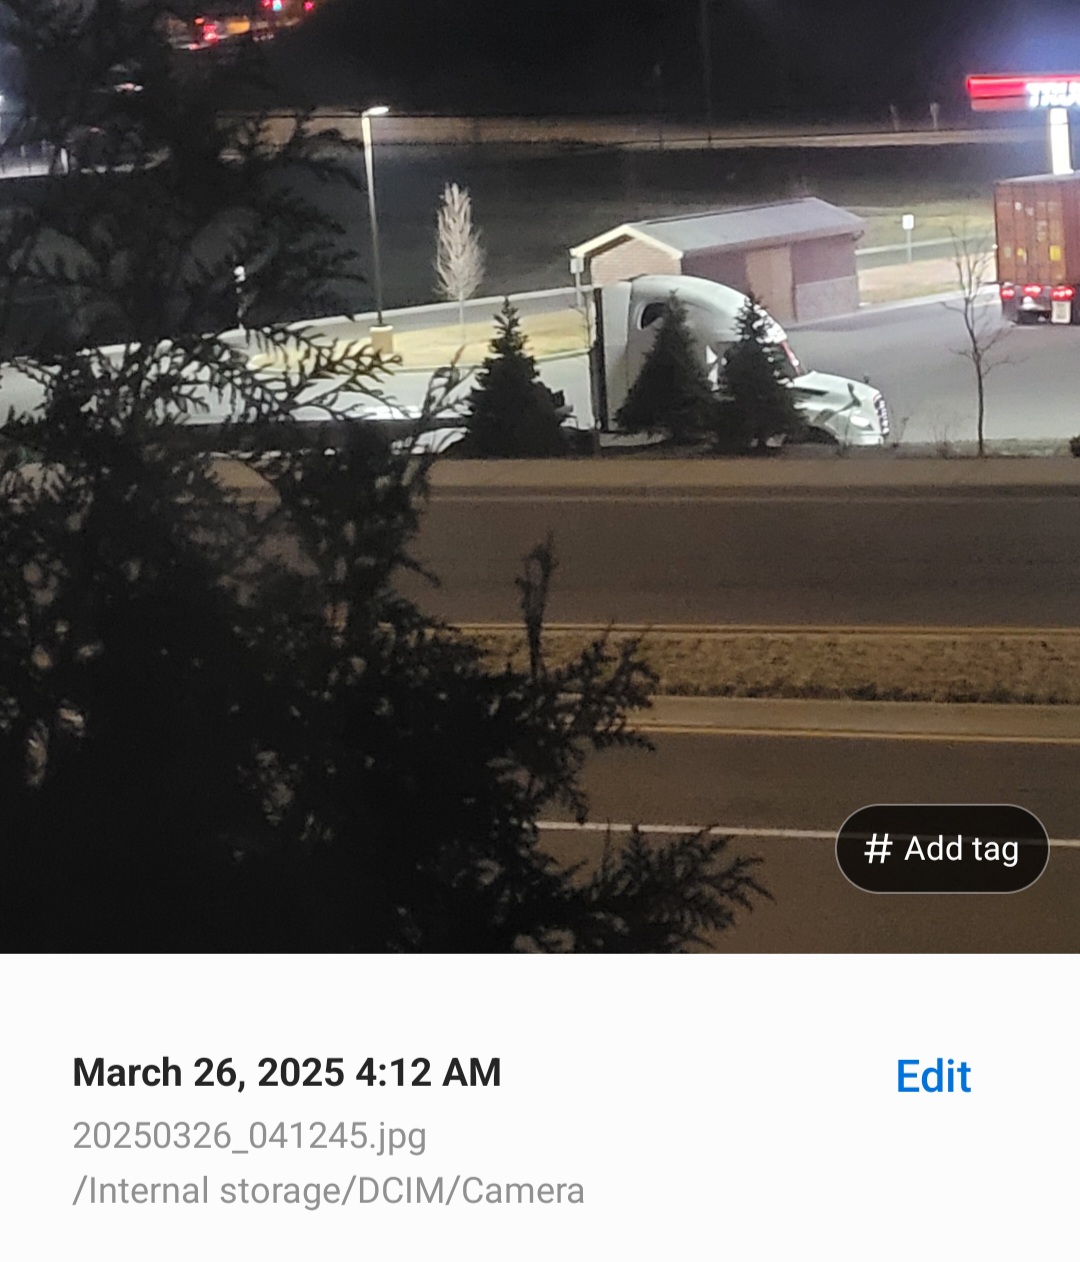 # Add tag
March 26, 2025 4:12 AM
Edit
20250326_041245.jpg
/Internal storage/DCIM/Camera